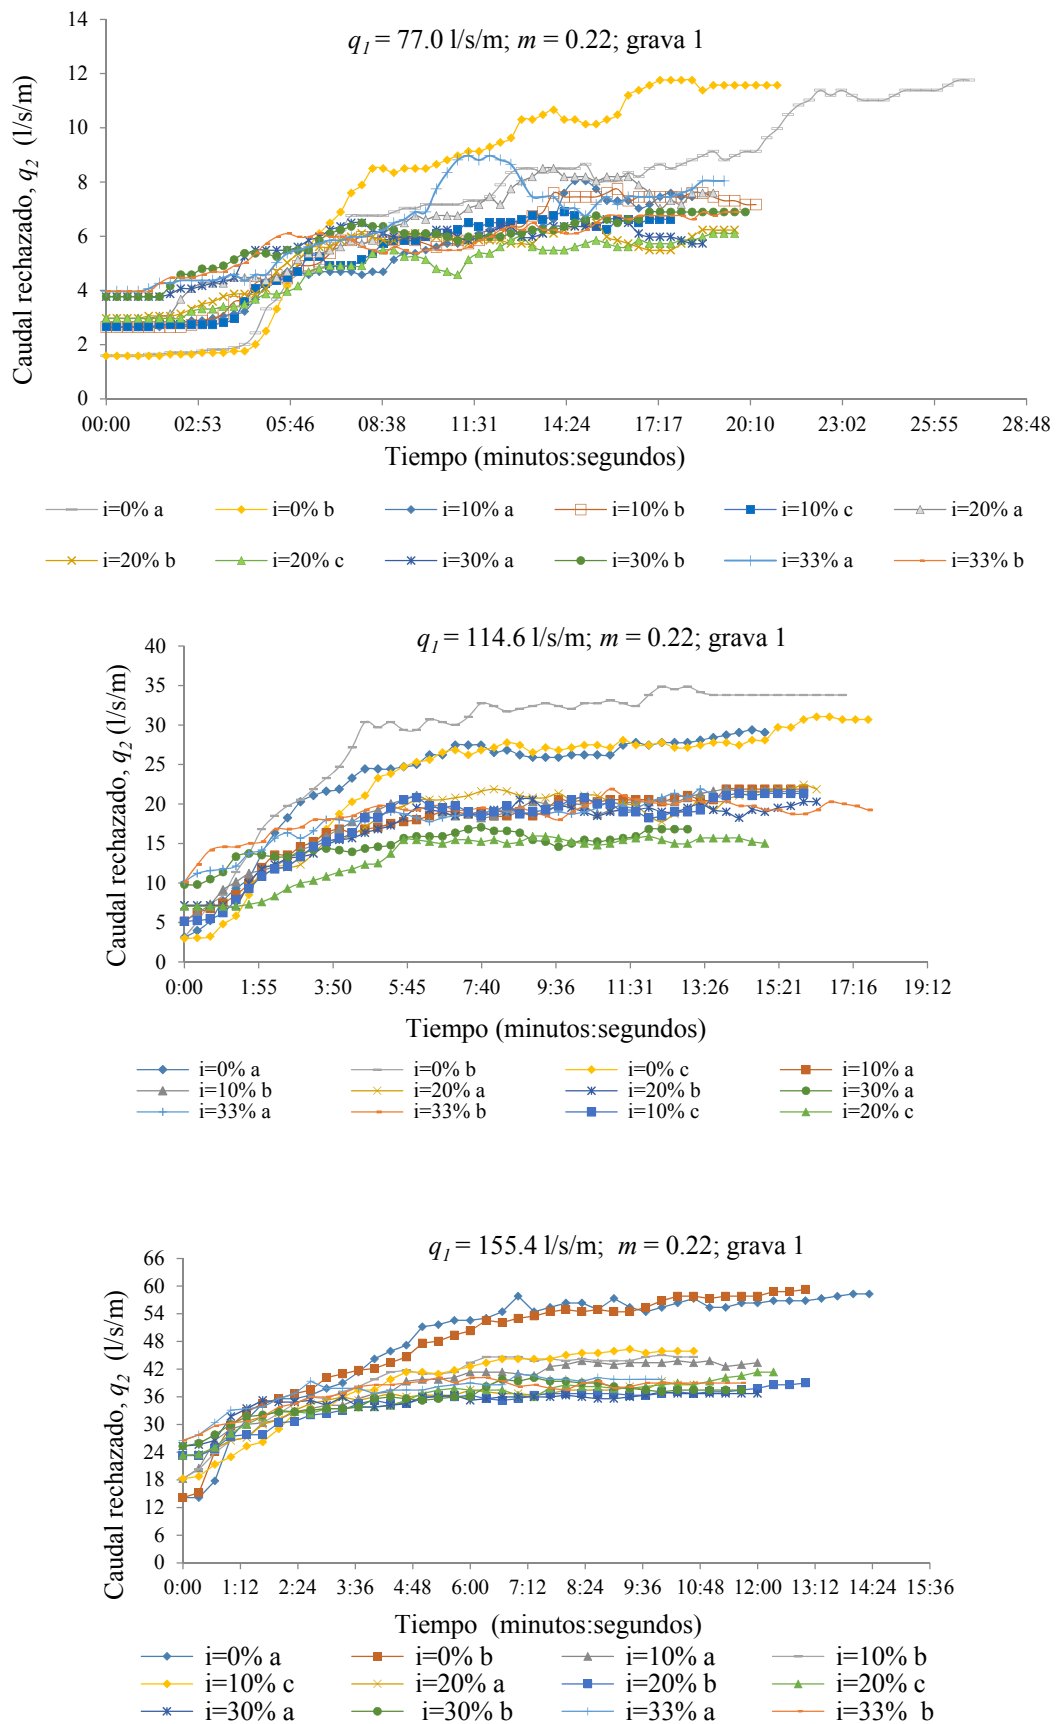 q1 = 77.0 l/s/m; m = 0.22; grava 1
Caudal rechazado, q2 (l/s/m)
14
12
10
8
6
4
2
0
00:00 02:53 05:46 08:38 11:31 14:24 17:17 20:10 23:02 25:55 28:48
Tiempo (minutos:segundos)
i=0% a i=0% b i=10% a i=10% b i=10% c i=20% a
i=20% b i=20% c i=30% a i=30% b i=33% a i=33% b
q1 = 114.6 l/s/m; m = 0.22; grava 1
Caudal rechazado, q2 (l/s/m)
40
35
30
25
20
15
10
5
0
0:00 1:55 3:50 5:45 7:40 9:36 11:31 13:26 15:21 17:16 19:12
Tiempo (minutos:segundos)
i=0% a i=0% b i=0% c i=10% a
i=10% b i=20% a i=20% b i=30% a
i=33% a i=33% b i=10% c i=20% c
q1 = 155.4 l/s/m; m = 0.22; grava 1
Caudal rechazado, q2 (l/s/m)
66
60
54
48
42
36
30
24
18
12
6
0
0:00 1:12 2:24 3:36 4:48 6:00 7:12 8:24 9:36 10:48 12:00 13:12 14:24 15:36
Tiempo (minutos:segundos)
i=0% a i=0% b i=10% a i=10% b
i=10% c i=20% a i=20% b i=20% c
i=30% a i=30% b i=33% a i=33% b